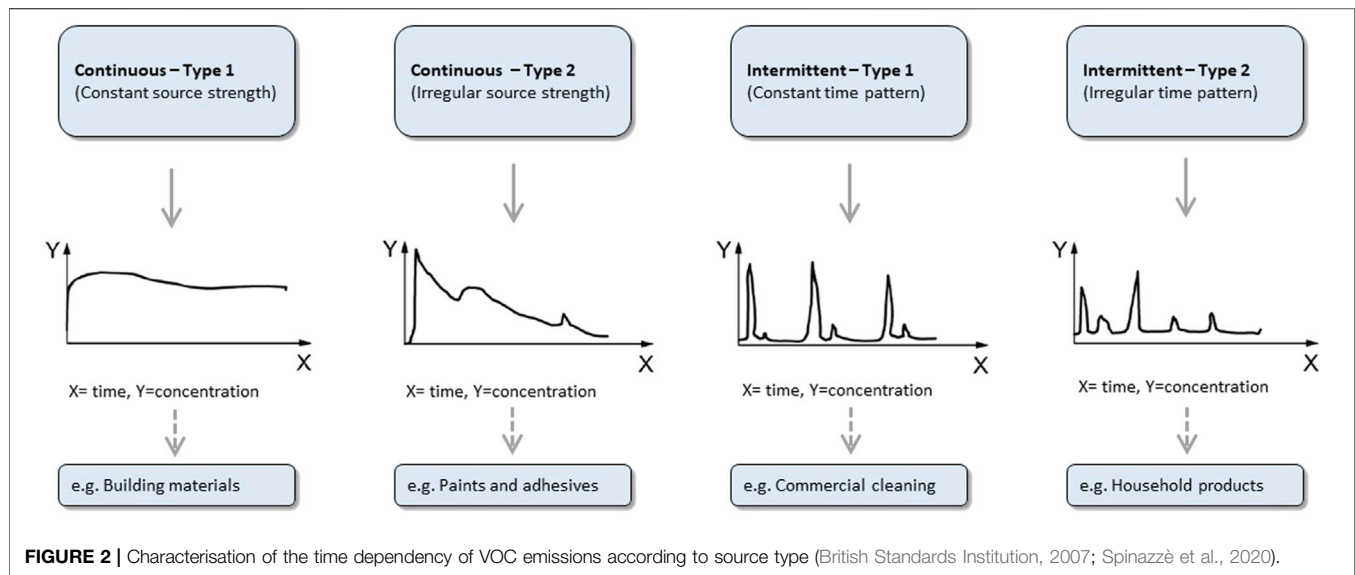 Continuous – Type 1
(Constant source strength)
Y
X
X= time, Y=concentration
e.g. Building materials
Continuous – Type 2
(Irregular source strength)
Y
X
X= time, Y=concentration
e.g. Paints and adhesives
Intermittent – Type 1
(Constant time pattern)
Y
X
X= time, Y=concentration
e.g. Commercial cleaning
Intermittent – Type 2
(Irregular time pattern)
Y
X
X= time, Y=concentration
e.g. Household products
FIGURE 2 | Characterisation of the time dependency of VOC emissions according to source type (British Standards Institution, 2007; Spinazzè et al., 2020).